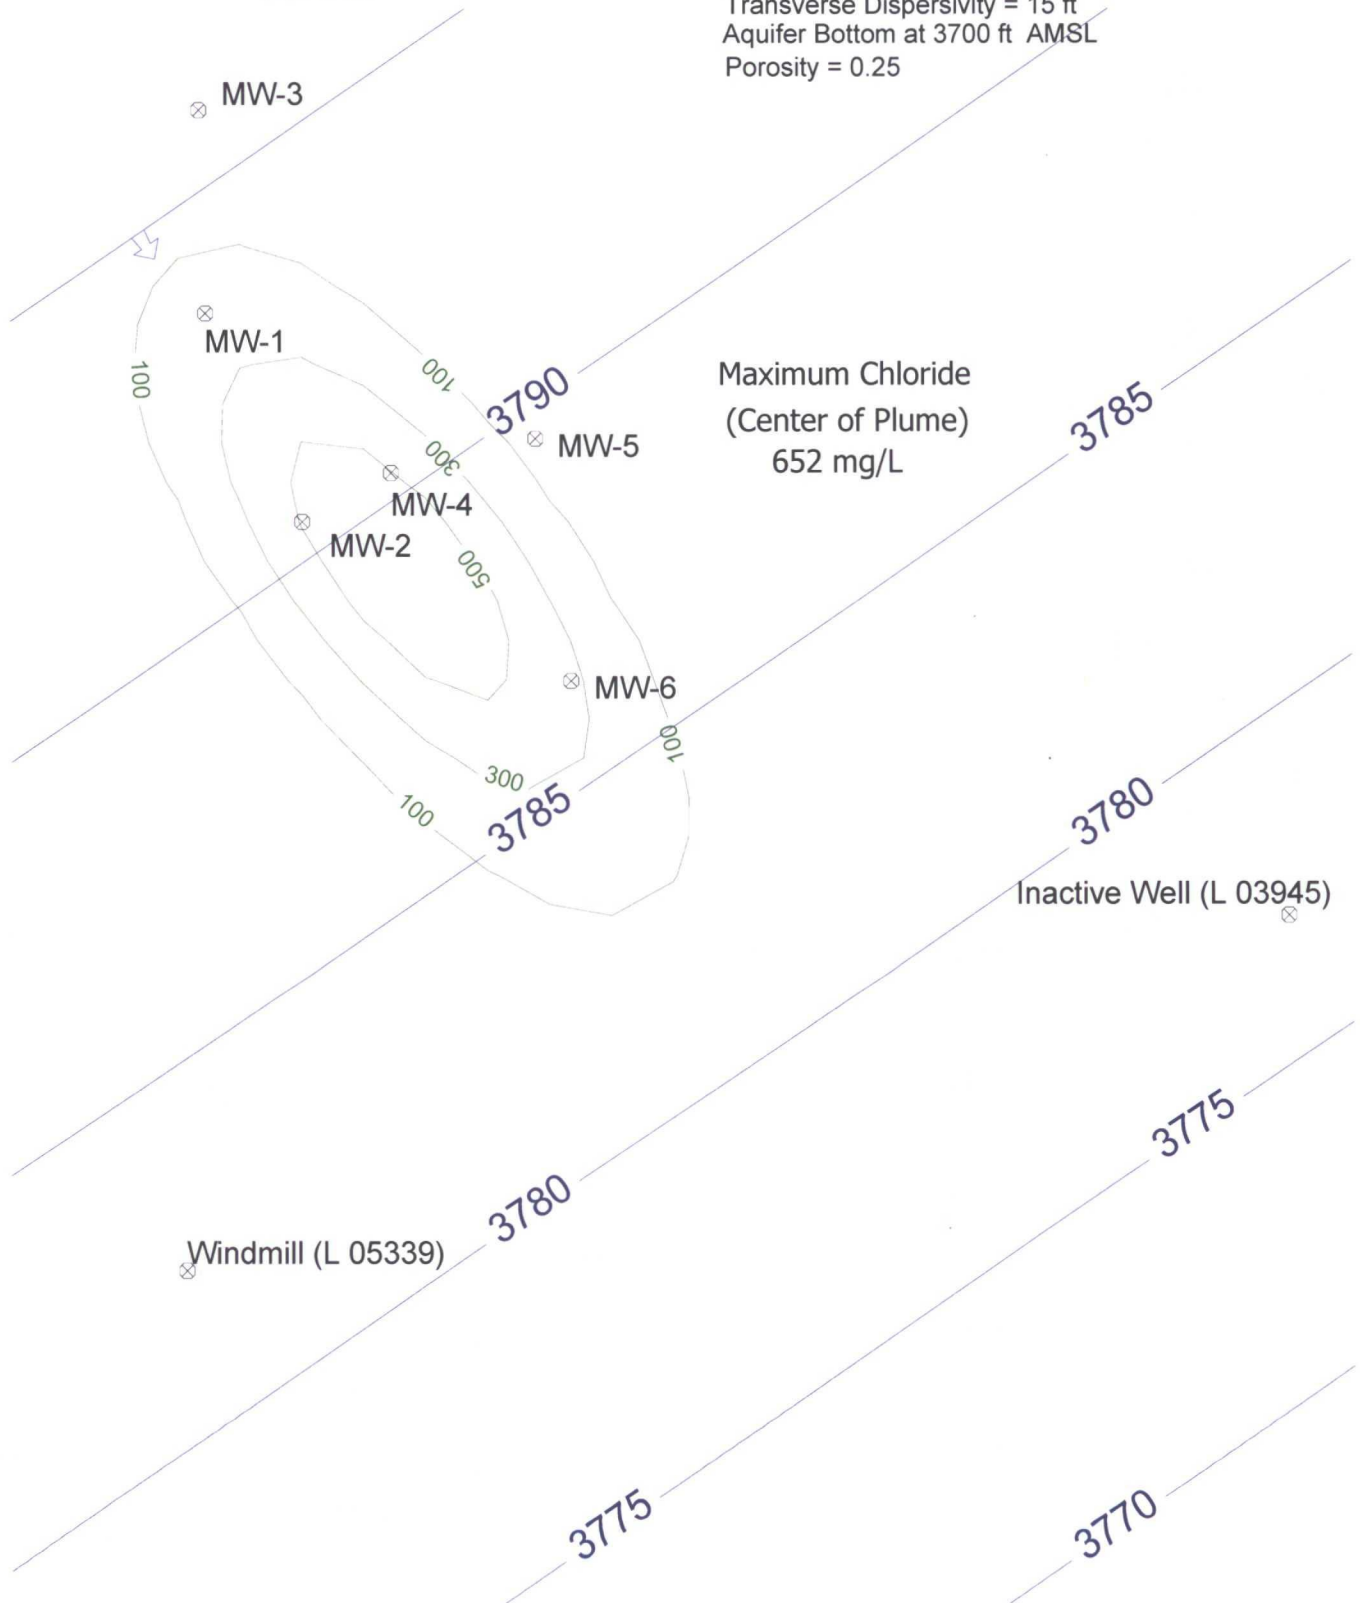 Transverse Dispersivity = 15 ft
Aquifer Bottom at 3700 ft AMSL
Porosity = 0.25
MW-3
MW-1
100
100
3790
Maximum Chloride
(Center of Plume)
652 mg/L
3785
300
MW-5
MW-4
MW-2
500
MW-6
100
300
100
3785
3780
Inactive Well (L 03945)
3775
3780
Windmill (L 05339)
3775
3770